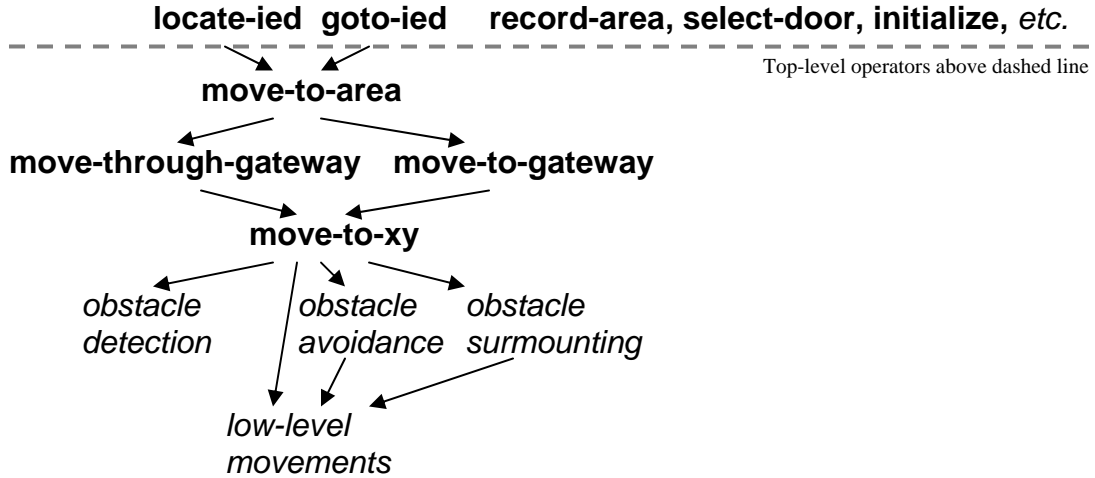 locate-ied goto-ied record-area, select-door, initialize, etc.
Top-level operators above dashed line
move-to-area
move-through-gateway move-to-gateway
move-to-xy
obstacle detection
obstacle avoidance
obstacle surmounting
low-level
movements